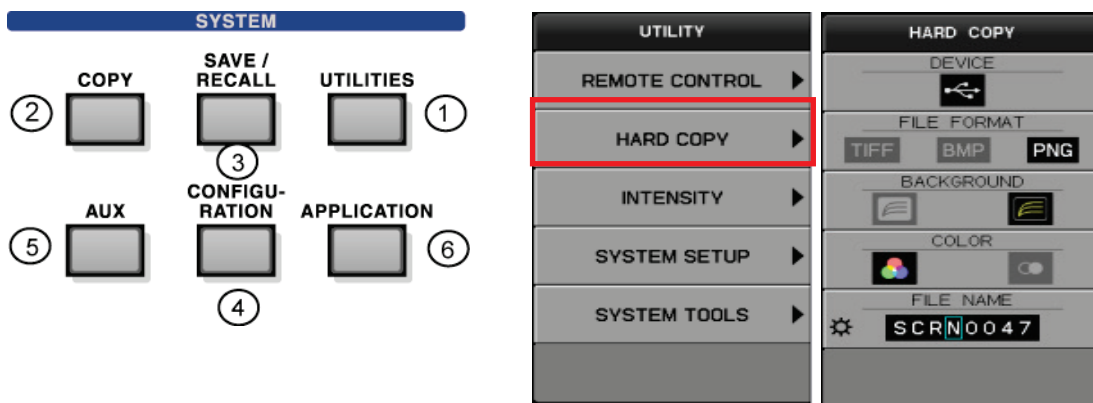 SYSTEM
COPY
SAVE /
RECALL
UTILITIES
2
1
3
AUX
CONFIGU-
RATION
APPLICATION
5
6
4
UTILITY
REMOTE CONTROL
HARD COPY
INTENSITY
SYSTEM SETUP
SYSTEM TOOLS
HARD COPY
DEVICE
FILE FORMAT
TIFF BMP PNG
BACKGROUND
COLOR
FILE NAME
SCRN0047